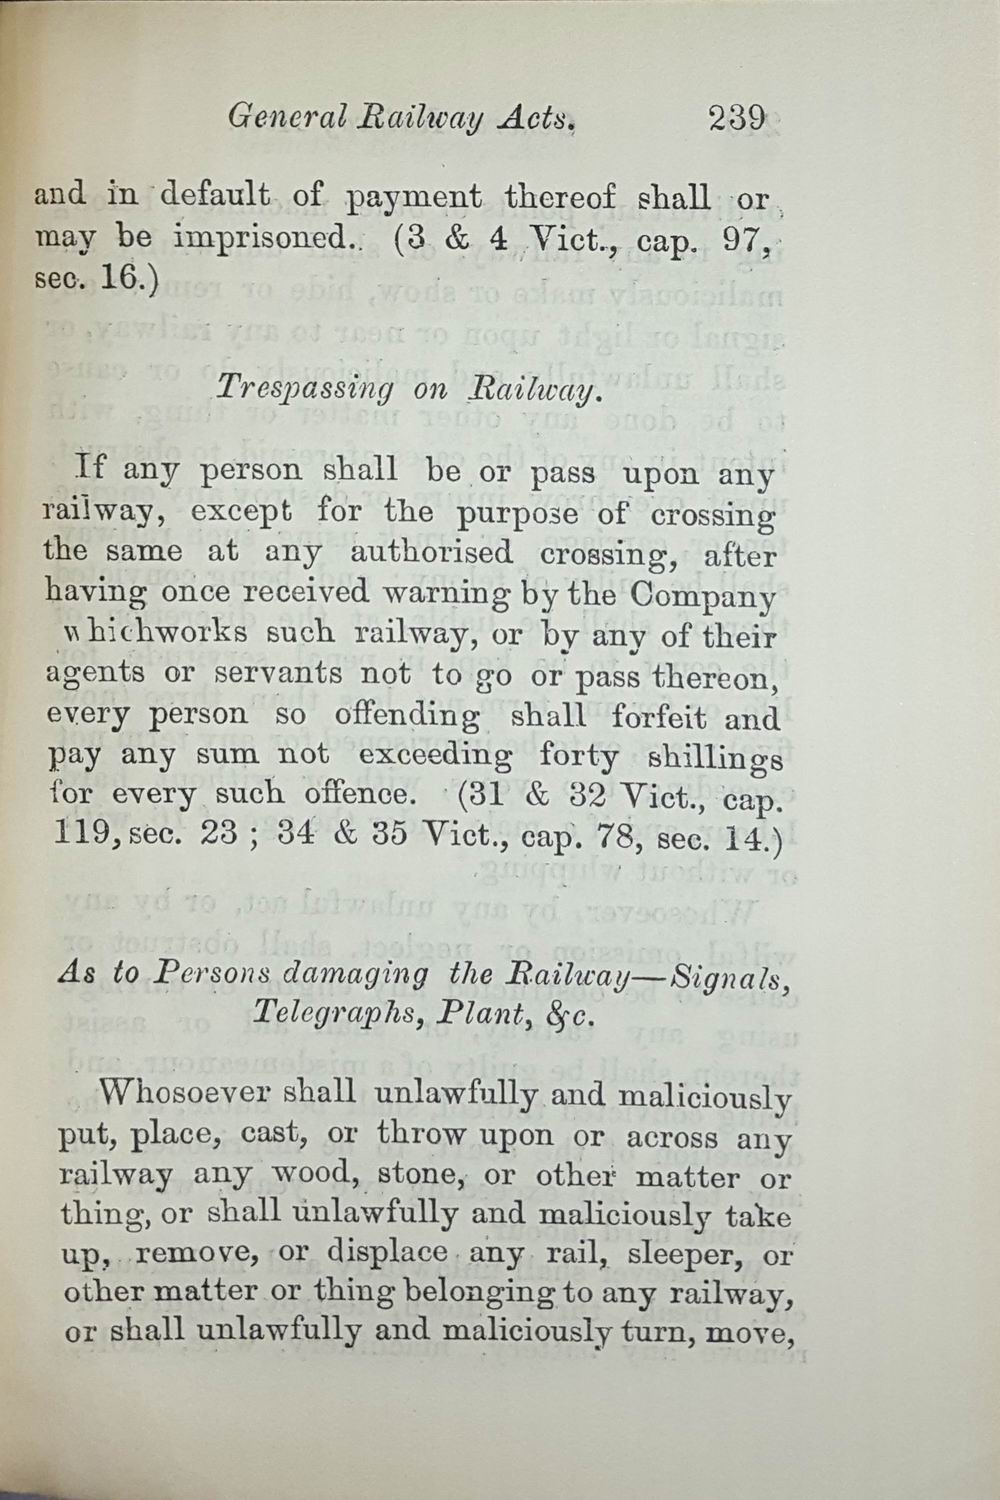 General Railway Acts. 239
and in default of payment thereof shall or
may be imprisoned. (3 & 4 Vict., cap. 97,
sec. 16.)
Trespassing on Railway.
If any person shall be or pass upon any
railway, except for the purpose of crossing
the same at any authorised crossing, after
having once received warning by the Company
whichworks such railway, or by any of their
agents or servants not to go or pass thereon,
every person so offending shall forfeit and
pay any sum not exceeding forty shillings
for every such offence. (31 & 32 Vict., cap.
119, sec. 23 ; 34 & 35 Vict., cap. 78, sec. 14.)
As to Persons damaging the Railway—Signals,
Telegraphs, Plant, &c.
Whosoever shall unlawfully and maliciously
put, place, cast, or throw upon or across any
railway any wood, stone, or other matter or
thing, or shall unlawfully and maliciously take
up, remove, or displace any rail, sleeper, or
other matter or thing belonging to any railway,
or shall unlawfully and maliciously turn, move,